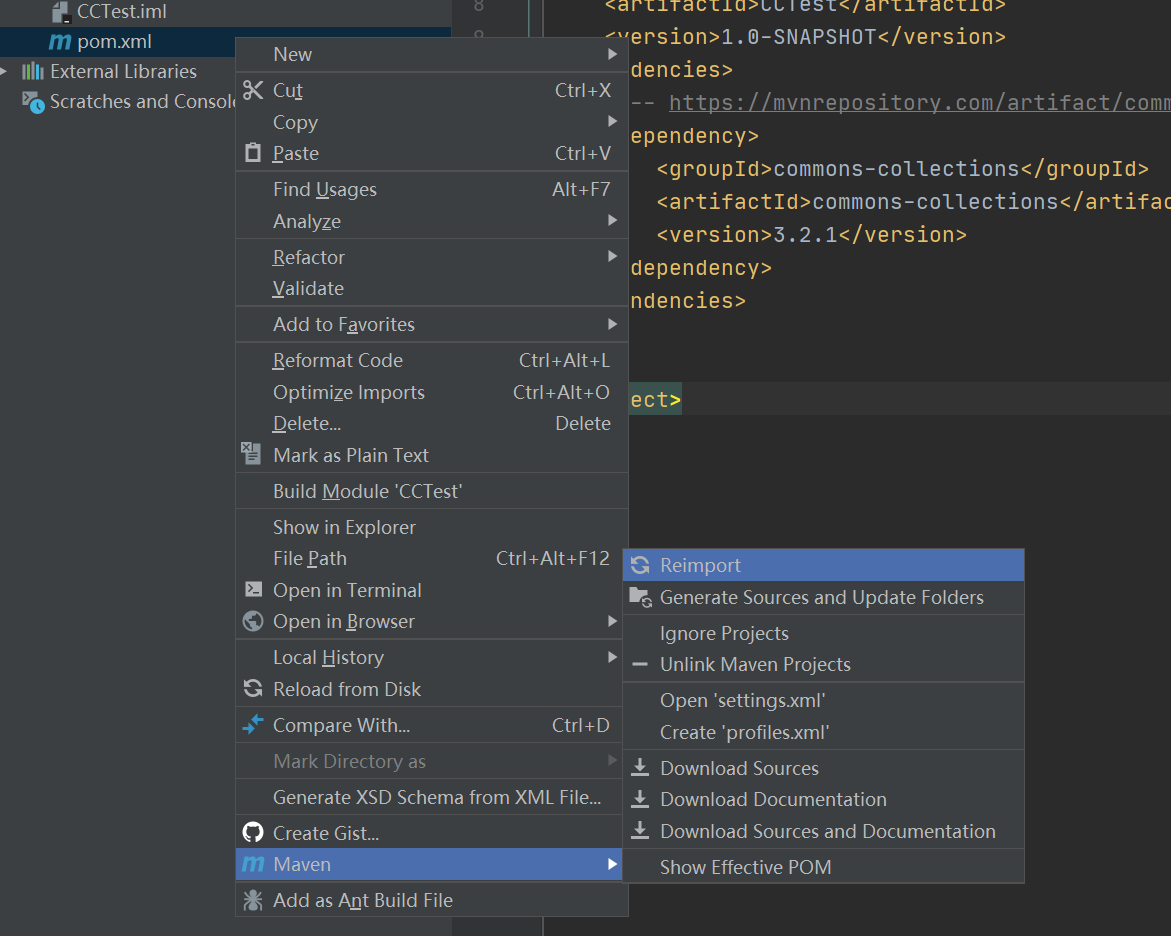 CCTest.iml
pom.xml
External Libraries
Scratches and Consol
8
9
<artifactId>CCTest</artifactId>
<version>1.0-SNAPSHOT</version>
dencies>
-- https://mvnrepository.com/artifact/comm
ependency>
<groupId>commons-collections</groupId>
<artifactId>commons-collections</artifac
<version>3.2.1</version>
dependency>
ndencies>
ect>
New
Cut Ctrl+X
Copy
Paste Ctrl+V
Find Usages Alt+F7
Analyze
Refactor
Validate
Add to Favorites
Reformat Code Ctrl+Alt+L
Optimize Imports Ctrl+Alt+O
Delete... Delete
Mark as Plain Text
Build Module 'CCTest'
Show in Explorer
File Path Ctrl+Alt+F12
Open in Terminal
Open in Browser
Local History
Reload from Disk
Compare With... Ctrl+D
Mark Directory as
Generate XSD Schema from XML File...
Create Gist...
Maven
Add as Ant Build File
Reimport
Generate Sources and Update Folders
Ignore Projects
Unlink Maven Projects
Open 'settings.xml'
Create 'profiles.xml'
Download Sources
Download Documentation
Download Sources and Documentation
Show Effective POM